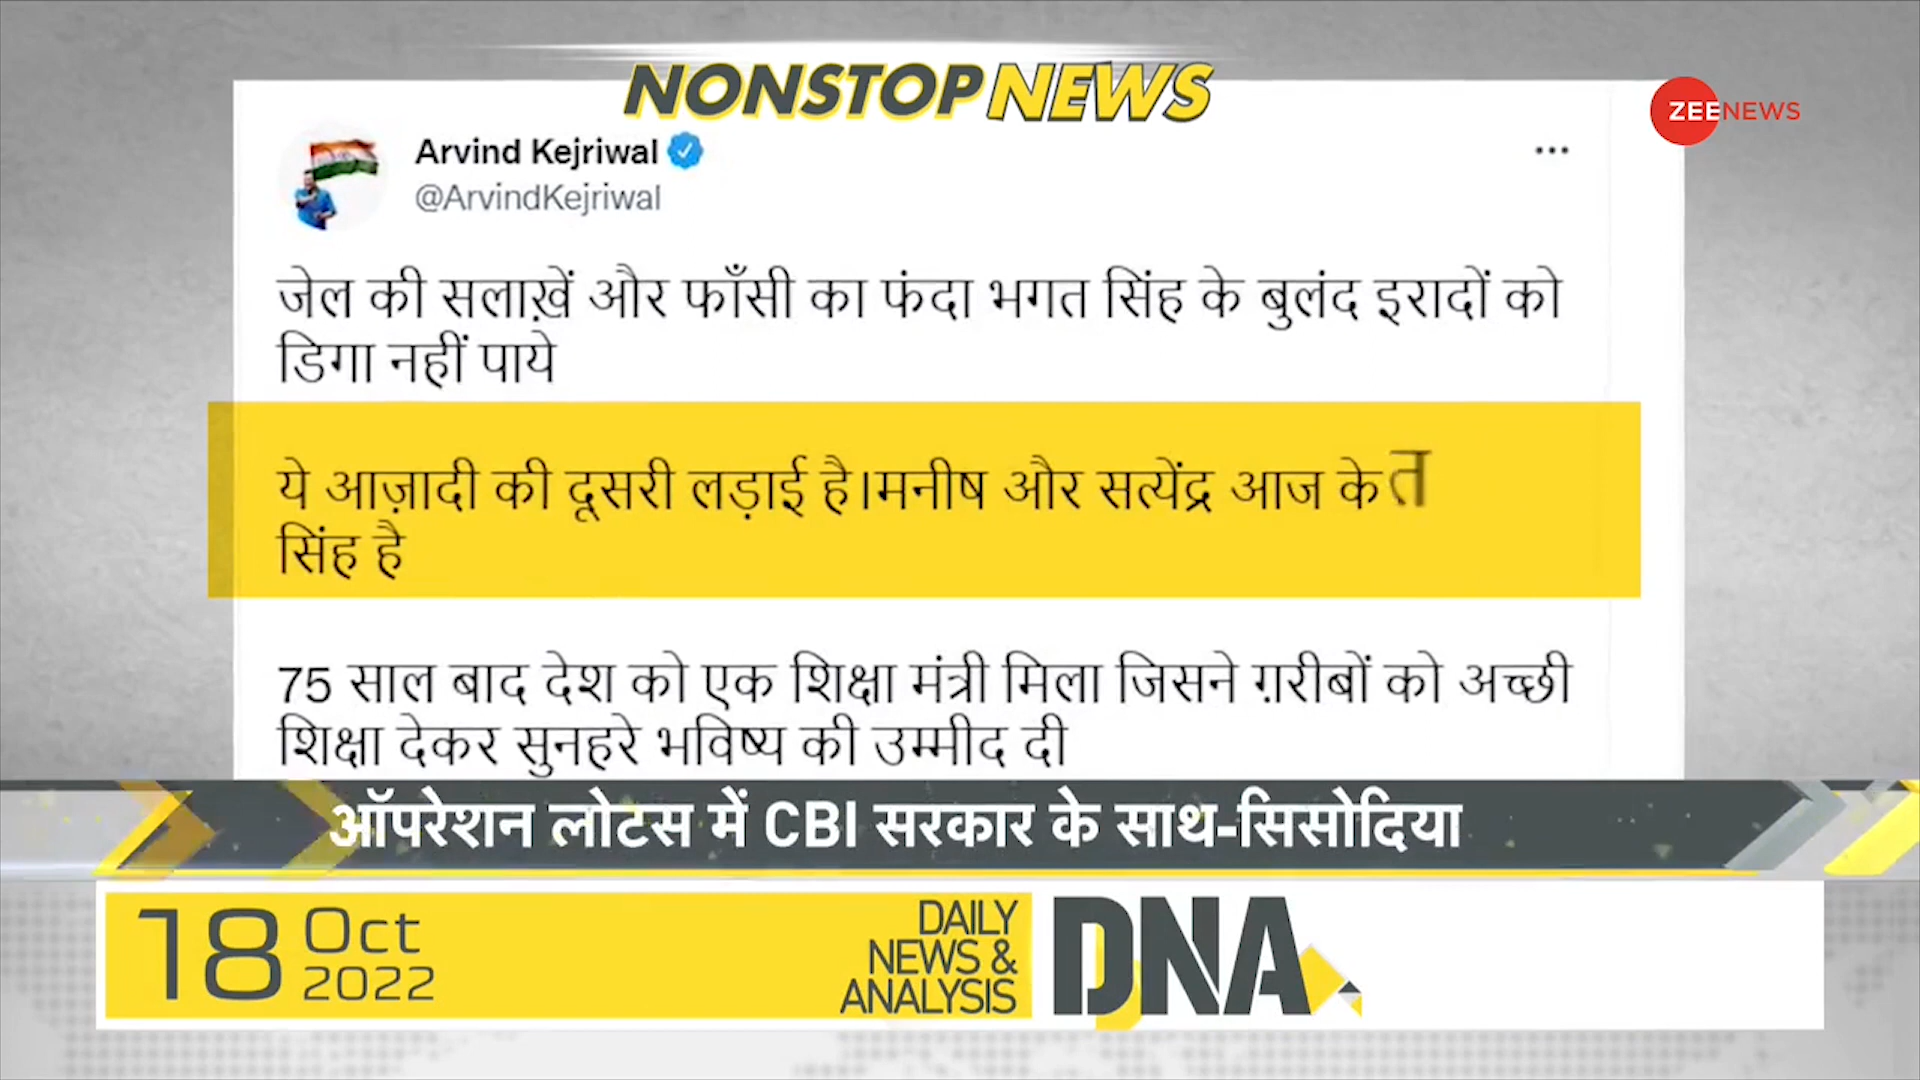 NONSTOP NEWS
ZEE NEWS
Arvind Kejriwal
@ArvindKejriwal
जेल की सलाख़ें और फाँसी का फंदा भगत सिंह के बुलंद इरादों को
डिगा नहीं पाये
ये आज़ादी की दूसरी लड़ाई है।मनीष और सत्येंद्र आज के त
सिंह है
75 साल बाद देश को एक शिक्षा मंत्री मिला जिसने ग़रीबों को अच्छी
शिक्षा देकर सुनहरे भविष्य की उम्मीद दी
ऑपरेशन लोटस में CBI सरकार के साथ-सिसोदिया
18 Oct
2022
DAILY
NEWS &
ANALYSIS
DNA